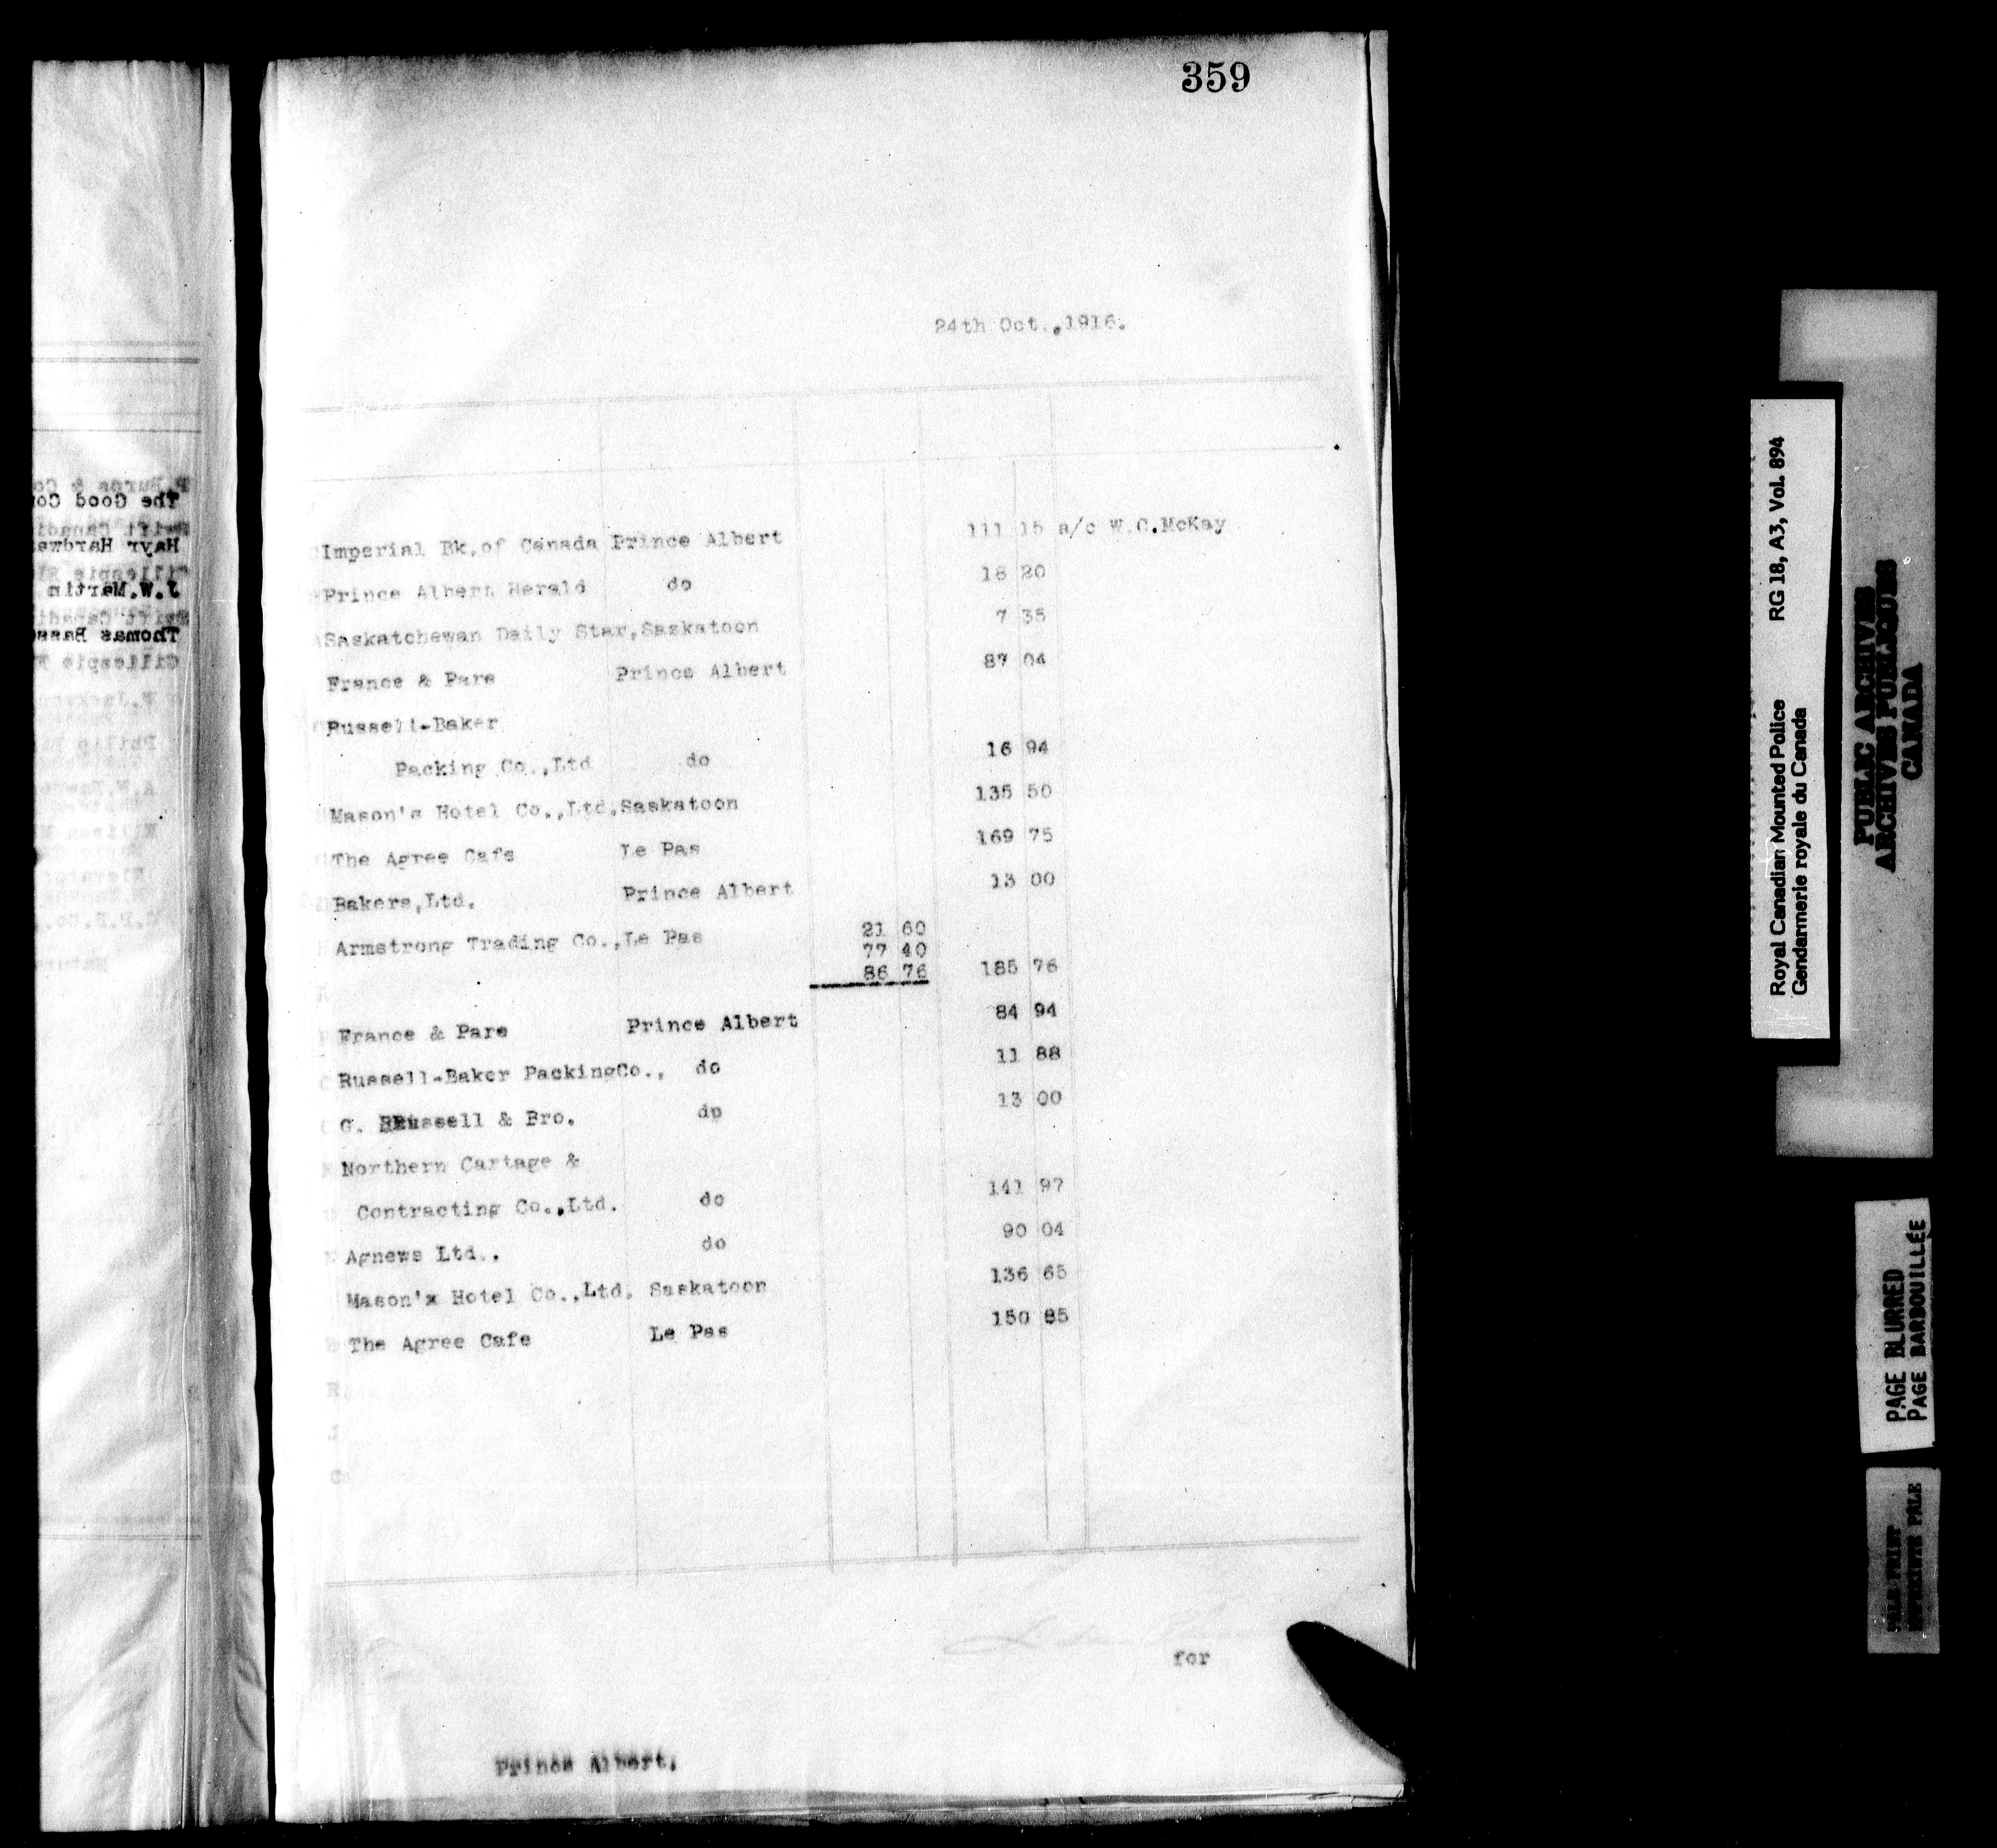 359
24th Oct.,1916.
Imperial Bk.of Canada Prince Albert 111 15 a/c W.C.McKay
Prince Albert Herald do 18 20
Saskatchewan Daily Star,Saskatoon 7 35
France & Pare Prince Albert 87 04
Russell-Baker
Packing Co.,Ltd do 16 94
Mason's Hotel Co.,Ltd.Saskatoon 135 50
The Agree Cafe Le Pas 169 75
Bakers,Ltd. Prince Albert 13 00
Armstrong Trading Co.,Le Pas 21 60
77 40
86 76 185 76
France & Pare Prince Albert 84 94
Russell-Baker PackingCo., do 11 88
G. Russell & Bro. do 13 00
Northern Cartage &
Contracting Co.,Ltd. do 141 97
Agnews Ltd.. do 90 04
Mason'x Hotel Co.,Ltd. Saskatoon 136 65
The Agree Cafe Le Pas 150 85
for
Prince Albert,
The Good
J.W.Martin
Royal Canadian Mounted Police RG 18, A3, Vol. 894
Gendarmerie royale du Canada
PUBLIC ARCHIVES
ARCHIVES PUBLIQUES
CANADA
PAGE BLURRED
PAGE BARBOUILLÉE